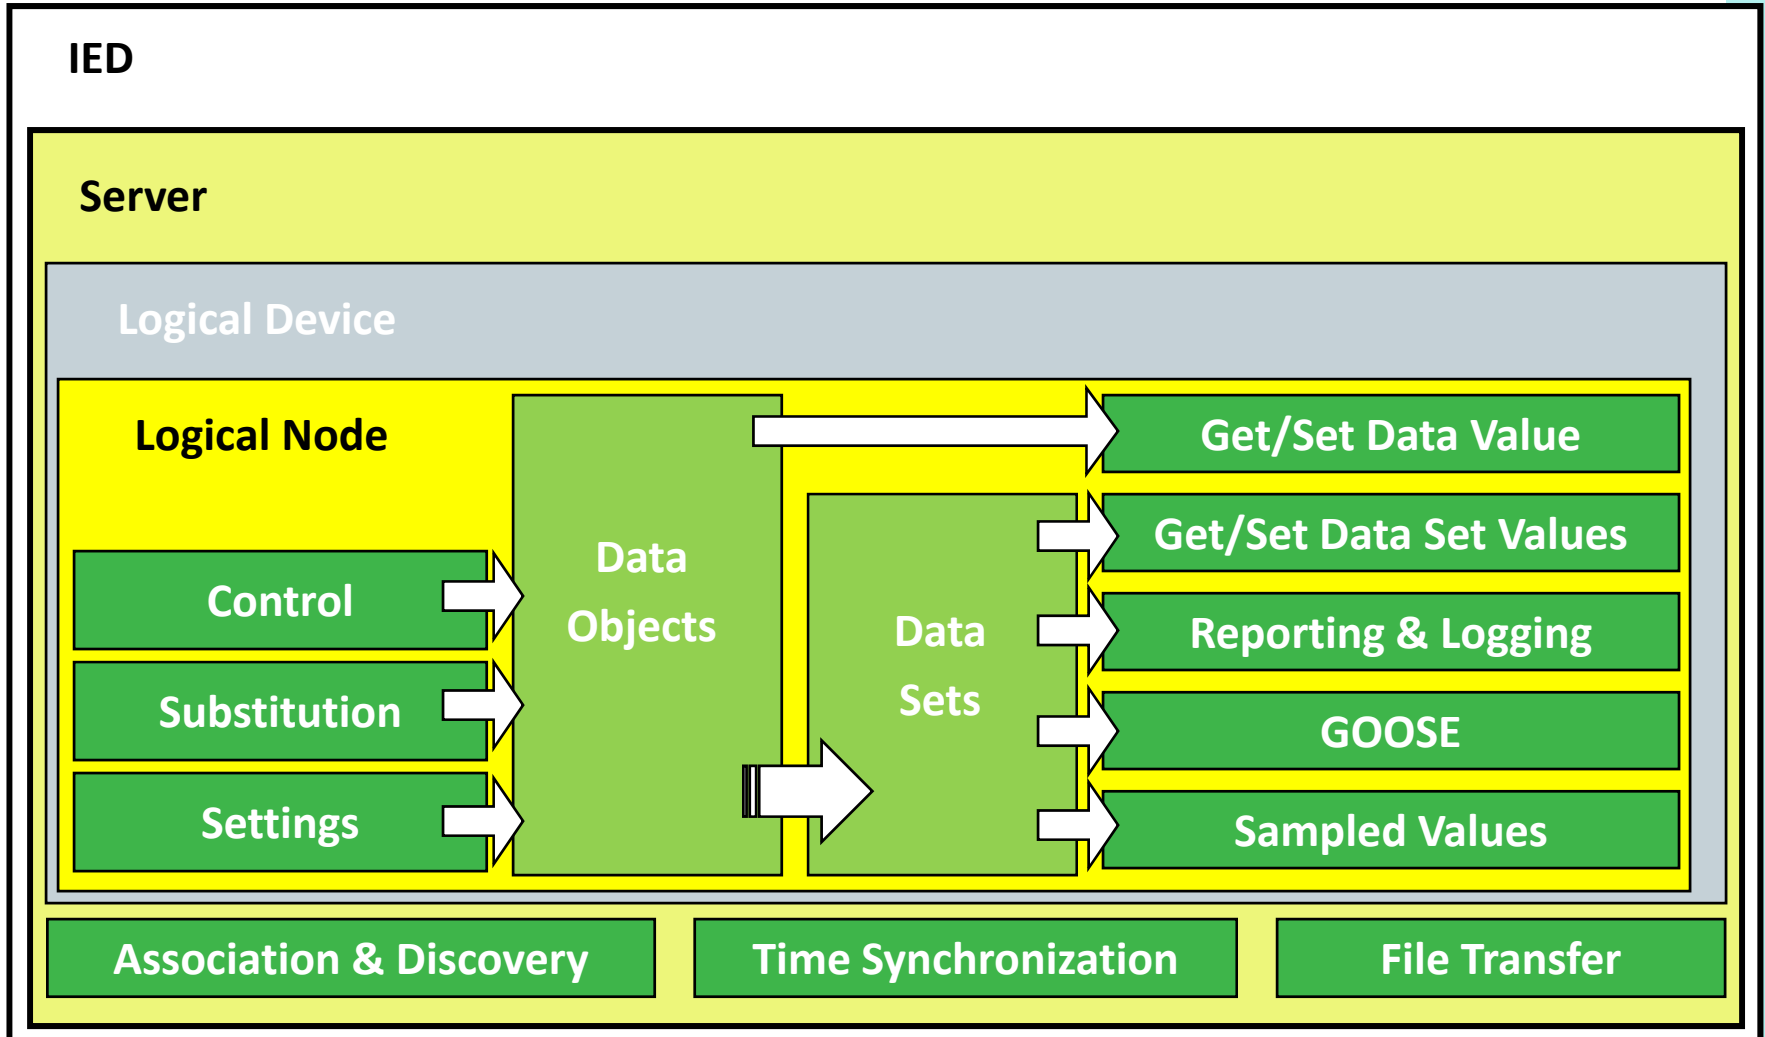 IED
Server
Logical Device
Logical Node
Control
Substitution
Settings
Data
Objects
Data
Sets
Get/Set Data Value
Get/Set Data Set Values
Reporting & Logging
GOOSE
Sampled Values
Association & Discovery
Time Synchronization
File Transfer